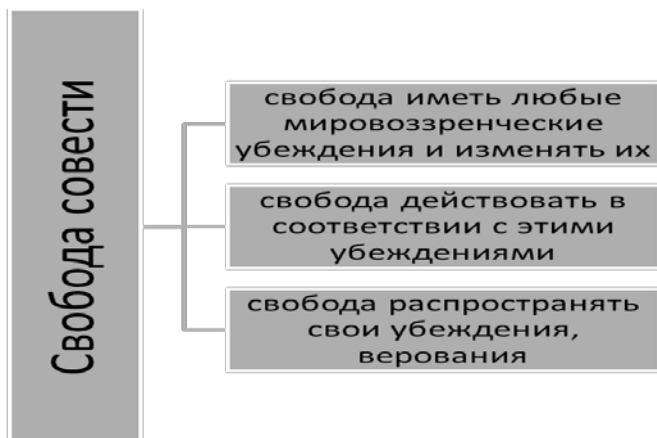 Свобода совести
свобода иметь любые
мировоззренческие
убеждения и изменять их
свобода действовать в
соответствии с этими
убеждениями
свобода распространять
свои убеждения,
верования